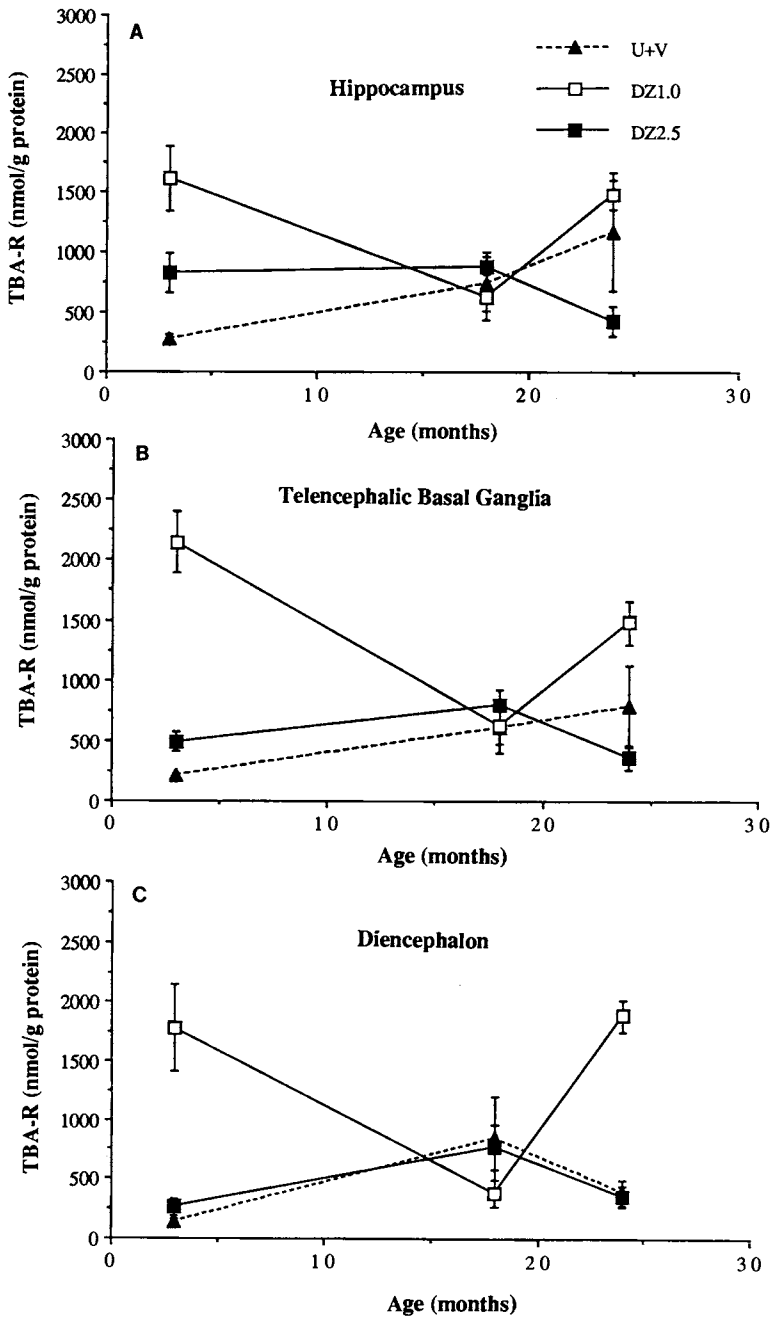 A
Hippocampus
U+V
DZ1.0
DZ2.5
TBA-R (nmol/g protein)
3000
2500
2000
1500
1000
500
0
0
10
20
30
Age (months)
B
Telencephalic Basal Ganglia
TBA-R (nmol/g protein)
3000
2500
2000
1500
1000
500
0
0
10
20
30
Age (months)
C
Diencephalon
TBA-R (nmol/g protein)
3000
2500
2000
1500
1000
500
0
0
10
20
30
Age (months)